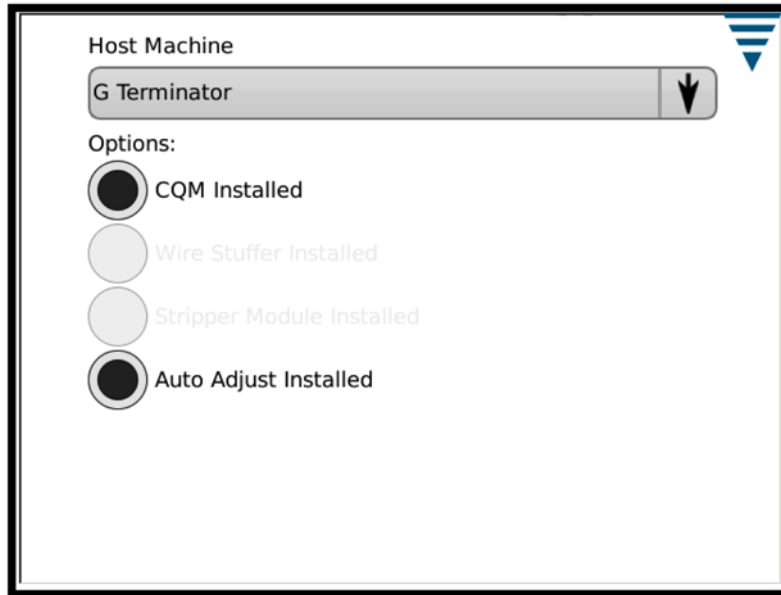 Host Machine
G Terminator
Options:
CQM Installed
Wire Stuffer Installed
Stripper Module Installed
Auto Adjust Installed